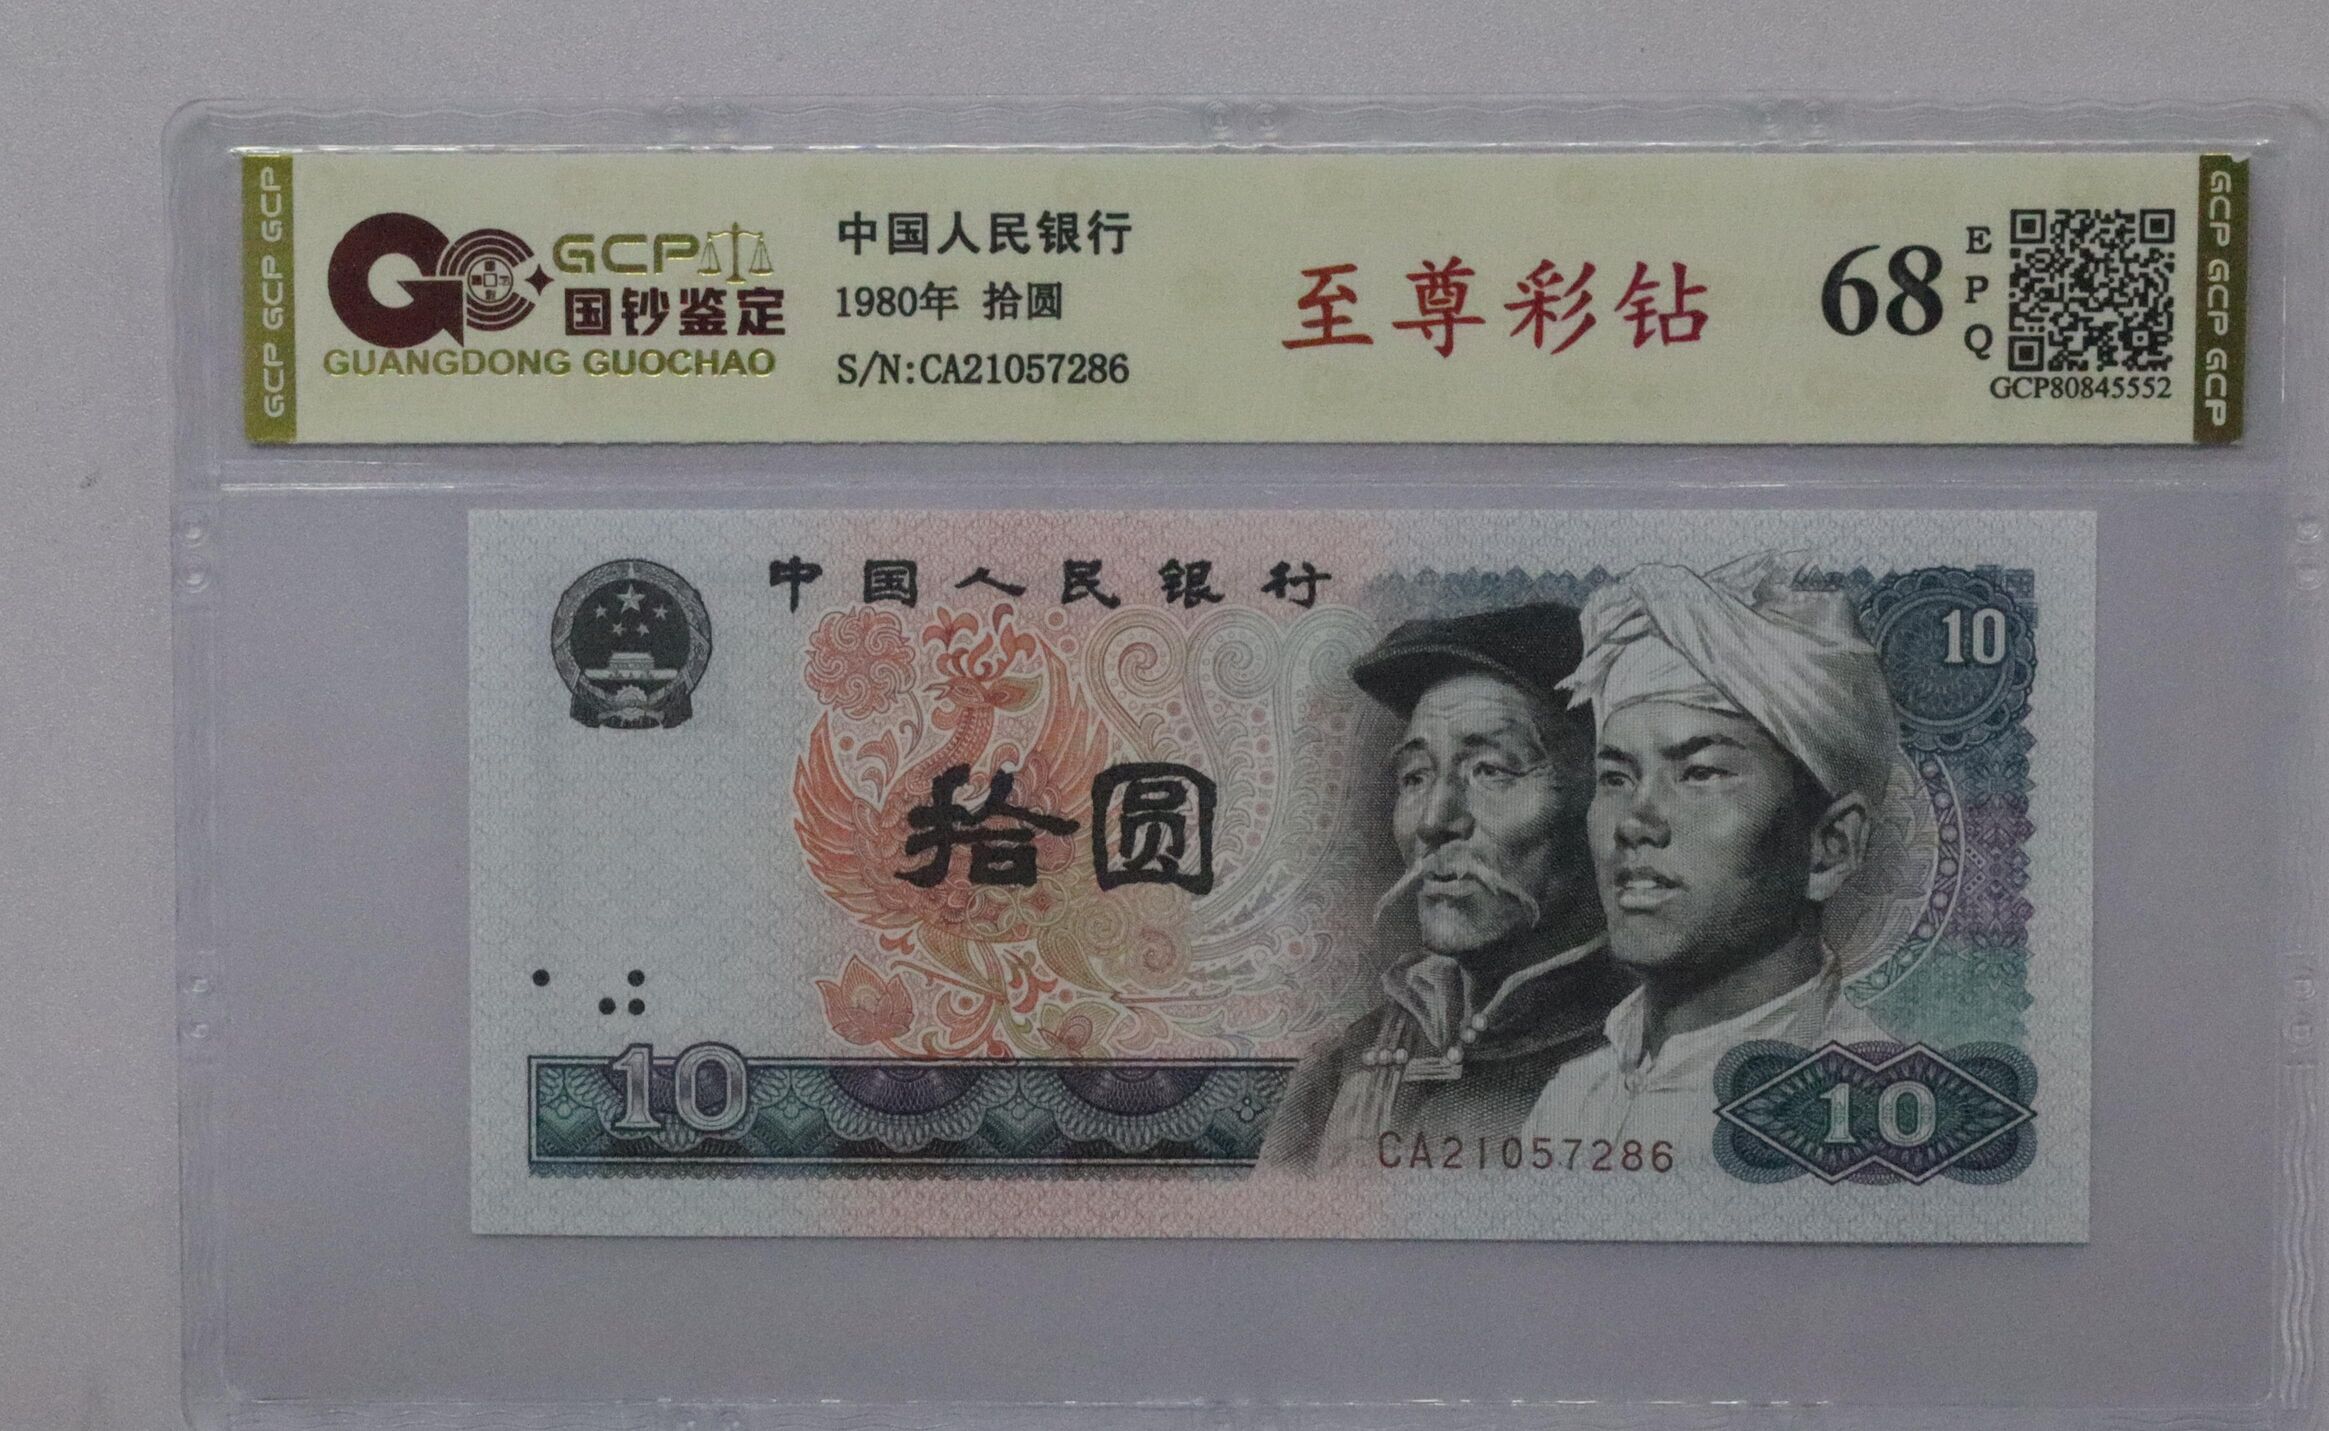 GCP GCP GCP
GCP
国钞鉴定
GUANGDONG GUOCHAO
中国人民银行
1980年 拾圆
S/N:CA21057286
至尊彩钻
68
EPQ
GCP80845552
GCP GCP GCP
中国人民银行
10
拾圆
10
CA21057286
10